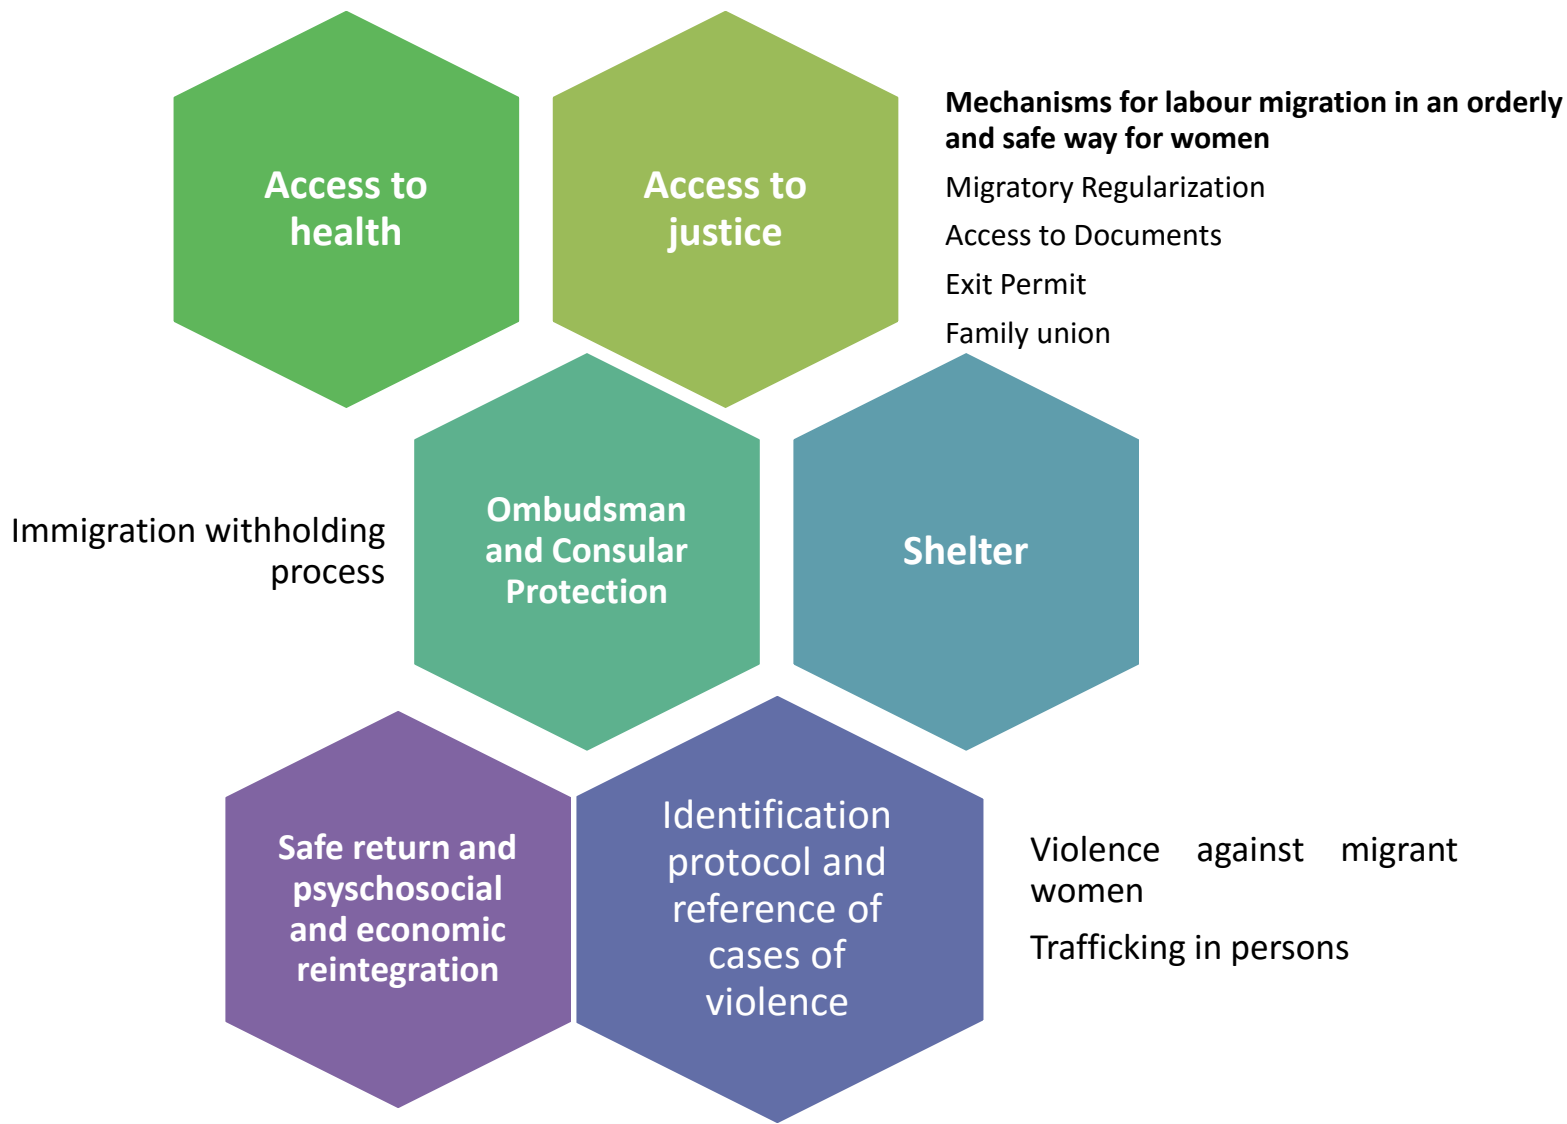 Access to
health
Access to
justice
Mechanisms for labour migration in an orderly
and safe way for women
Migratory Regularization
Access to Documents
Exit Permit
Family union
Immigration withholding
process
Ombudsman
and Consular
Protection
Shelter
Safe return and
psyschosocial
and economic
reintegration
Identification
protocol and
reference of
cases of
violence
Violence against migrant
women
Trafficking in persons